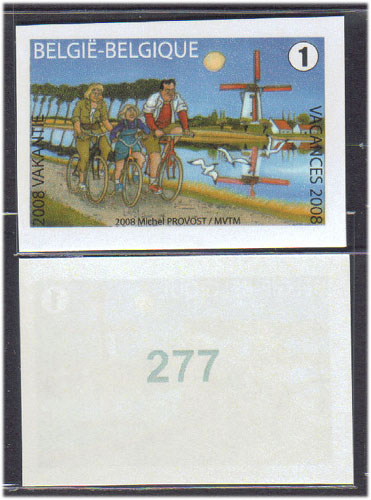 BELGIË-BELGIQUE
1
2008 VAKANTIE
VACANCES 2008
2008 Michel PROVOST / MVTM
277